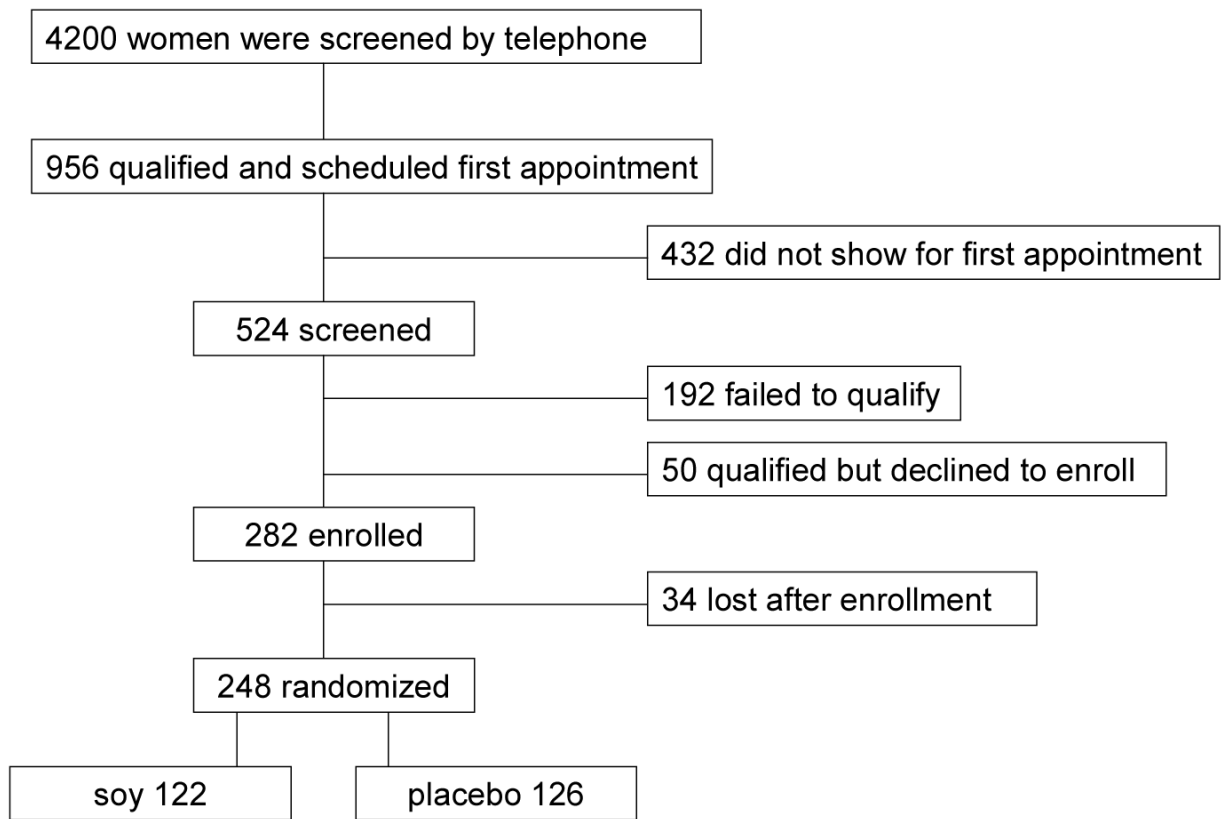 4200 women were screened by telephone
956 qualified and scheduled first appointment
432 did not show for first appointment
524 screened
192 failed to qualify
50 qualified but declined to enroll
282 enrolled
34 lost after enrollment
248 randomized
soy 122
placebo 126